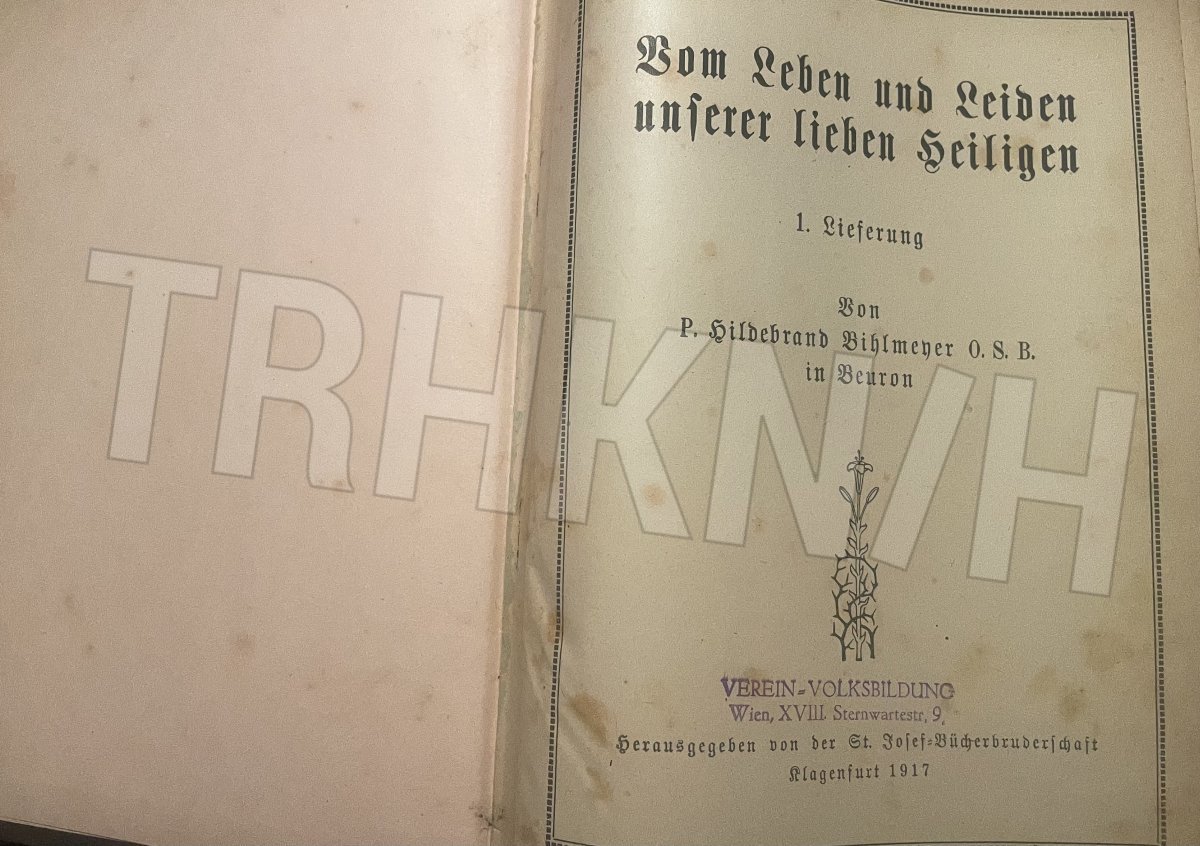 Vom Leben und Leiden
unserer lieben Heiligen
1. Lieferung
Von
P. Hildebrand Bihlmeyer O. S. B.
in Beuron
TRHKN/H
VEREIN-VOLKSBILDUNG
Wien, XVIII. Sternwartestr. 9.
Herausgegeben von der St. Josef-Bücherbruderschaft
Klagenfurt 1917